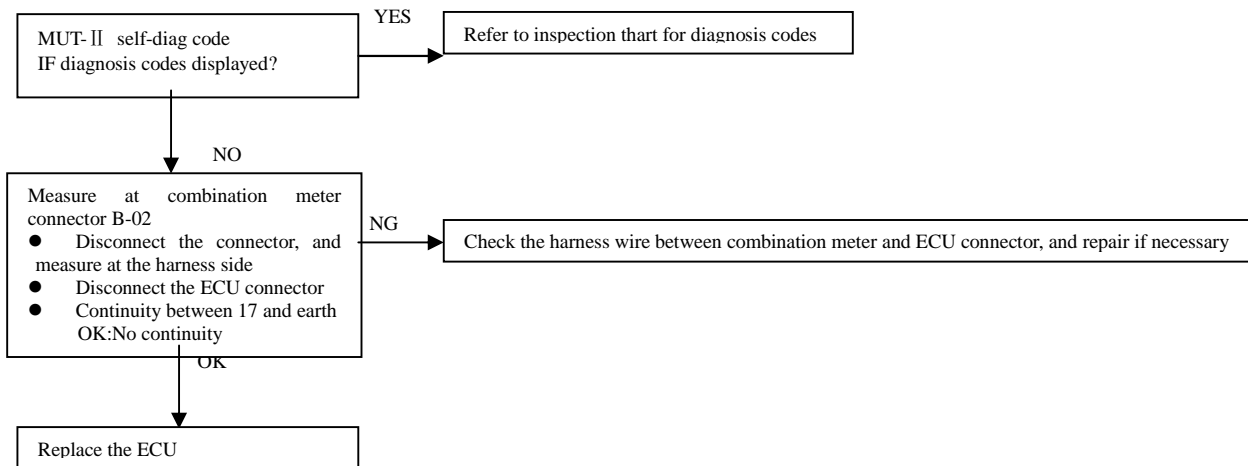 YES
MUT-Ⅱ self-diag code
IF diagnosis codes displayed?
Refer to inspection thart for diagnosis codes
NO
Measure at combination meter
connector B-02
● Disconnect the connector, and
measure at the harness side
● Disconnect the ECU connector
● Continuity between 17 and earth
OK:No continuity
NG
Check the harness wire between combination meter and ECU connector, and repair if necessary
OK
Replace the ECU